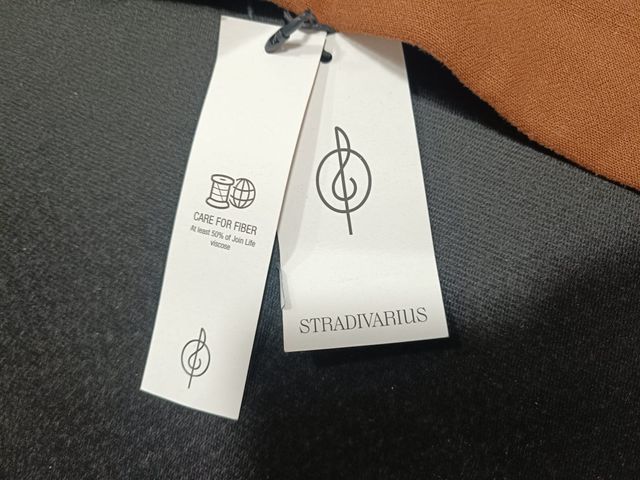 CARE FOR FIBER
At least 50% of Join Life
viscose
STRADIVARIUS